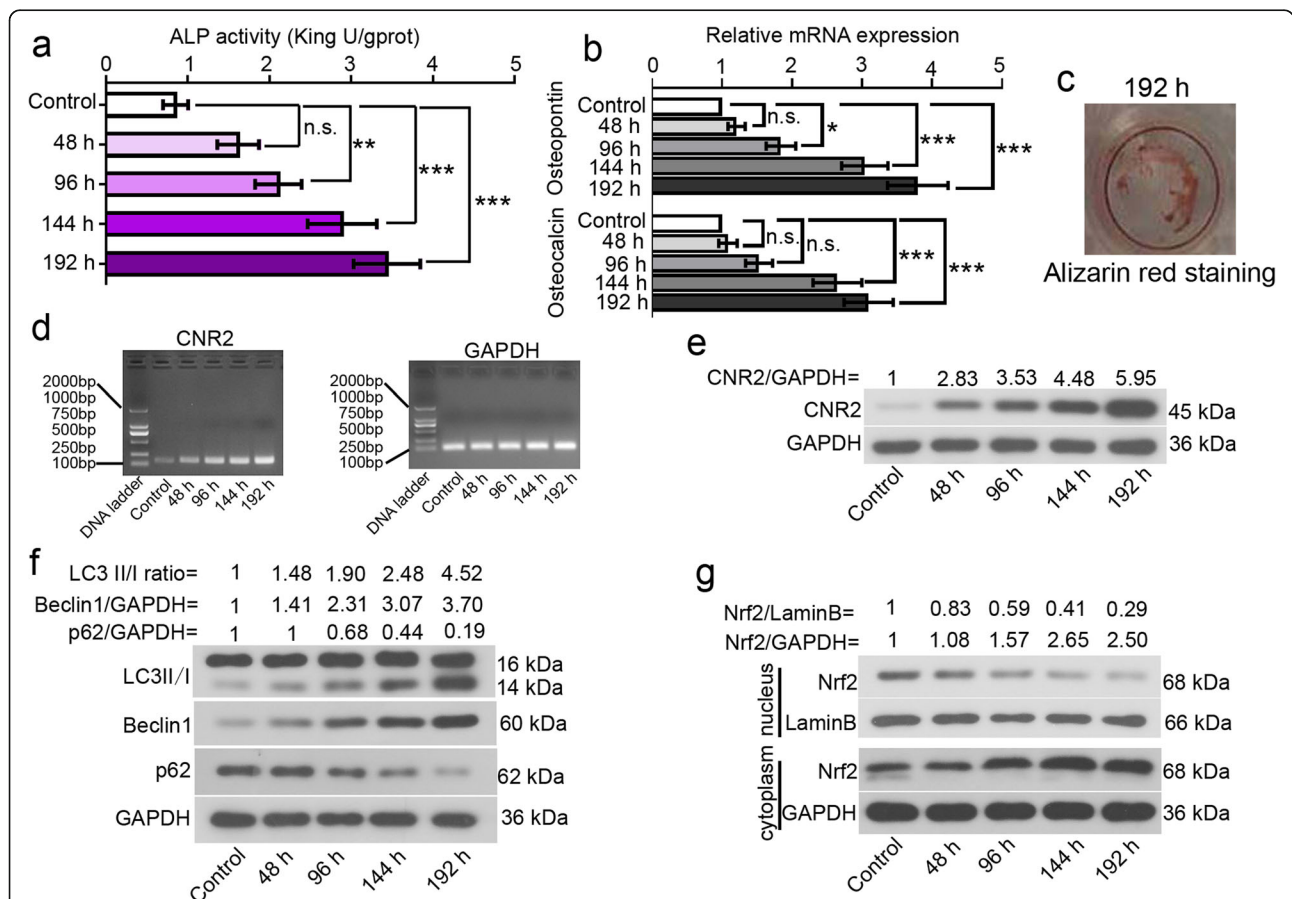 a
ALP activity (King U/gprot)
0 1 2 3 4 5
Control
48 h
96 h
144 h
192 h
n.s.
**
***
***
b
Relative mRNA expression
0 1 2 3 4 5
Osteopontin
Control
48 h
96 h
144 h
192 h
n.s.
*
***
***
Osteocalcin
Control
48 h
96 h
144 h
192 h
n.s.
n.s.
***
***
c
192 h
Alizarin red staining
d
CNR2
2000bp
1000bp
750bp
500bp
250bp
100bp
DNA ladder Control 48 h 96 h 144 h 192 h
GAPDH
2000bp
1000bp
750bp
500bp
250bp
100bp
DNA ladder Control 48 h 96 h 144 h 192 h
e
CNR2/GAPDH= 1 2.83 3.53 4.48 5.95
CNR2 45 kDa
GAPDH 36 kDa
Control 48 h 96 h 144 h 192 h
f
LC3 II/I ratio= 1 1.48 1.90 2.48 4.52
Beclin1/GAPDH= 1 1.41 2.31 3.07 3.70
p62/GAPDH= 1 1 0.68 0.44 0.19
LC3II/I 16 kDa
14 kDa
Beclin1 60 kDa
p62 62 kDa
GAPDH 36 kDa
Control 48 h 96 h 144 h 192 h
g
Nrf2/LaminB= 1 0.83 0.59 0.41 0.29
Nrf2/GAPDH= 1 1.08 1.57 2.65 2.50
nucleus
Nrf2 68 kDa
LaminB 66 kDa
cytoplasm
Nrf2 68 kDa
GAPDH 36 kDa
Control 48 h 96 h 144 h 192 h